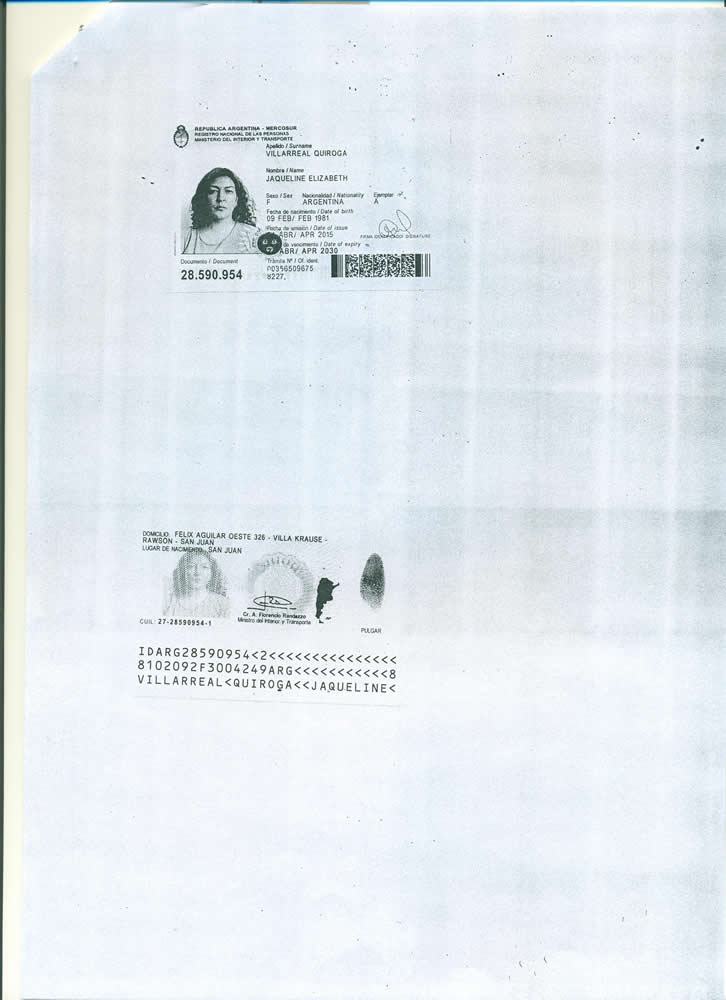 REPUBLICA ARGENTINA - MERCOSUR
REGISTRO NACIONAL DE LAS PERSONAS
MINISTERIO DEL INTERIOR Y TRANSPORTE
Apellido / Surname
VILLARREAL QUIROGA
Nombre / Name
JAQUELINE ELIZABETH
Sexo / Sex Nacionalidad / Nationality Ejemplar
F ARGENTINA A
Fecha de nacimiento / Date of birth
09 FEB/ FEB 1981
Fecha de emisión / Date of issue
ABR/ APR 2015
FIRMA IDENTIFICADO/ SIGNATURE
de vencimiento / Date of expiry
ABR/ APR 2030
Documento / Document
28.590.954
Trámite Nº / Of. ident.
00356509675
8227
DOMICILIO: FELIX AGUILAR OESTE 326 - VILLA KRAUSE -
RAWSON - SAN JUAN
LUGAR DE NACIMIENTO: SAN JUAN
Cr. A. Florencio Randazzo
Ministro del Interior y Transporte
CUIL: 27-28590954-1
PULGAR
IDARG28590954<2<<<<<<<<<<<<<<<
8102092F3004249ARG<<<<<<<<<<<8
VILLARREAL<QUIROGA<<JAQUELINE<